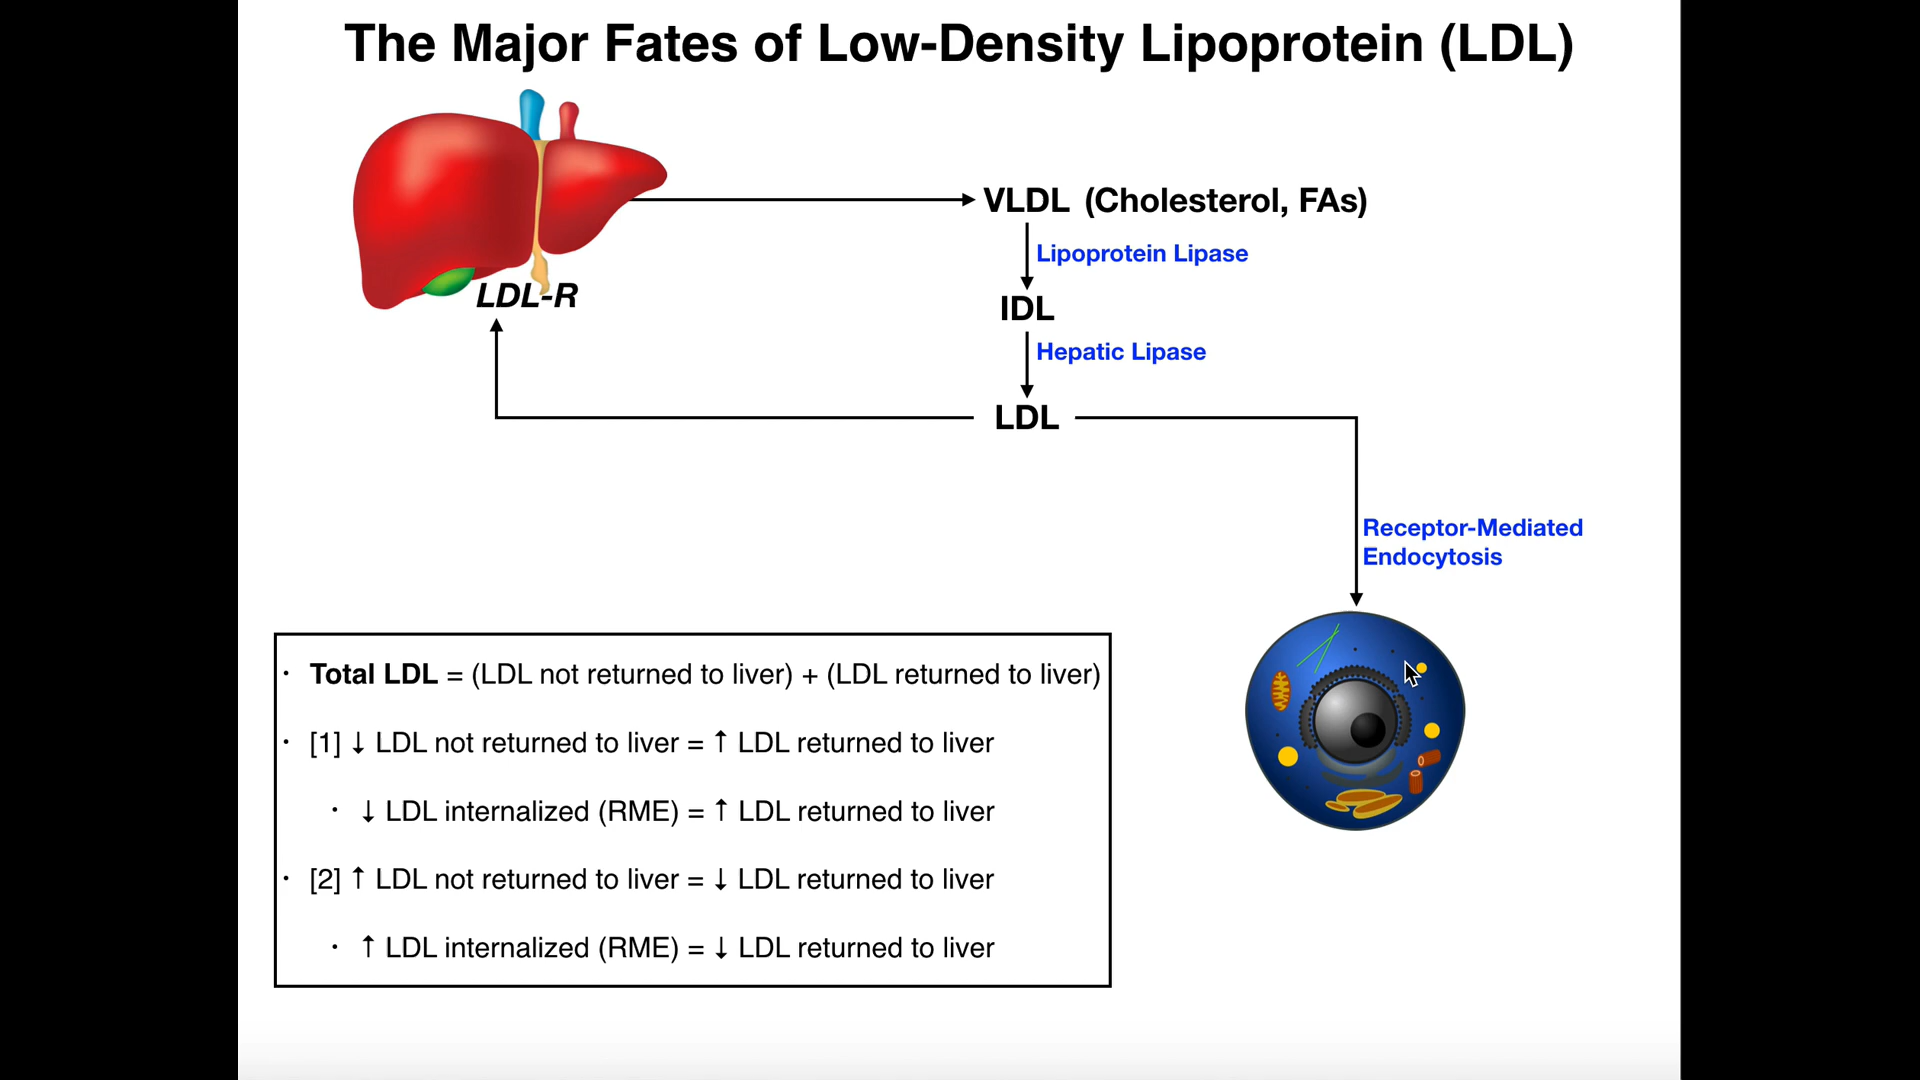 The Major Fates of Low-Density Lipoprotein (LDL)
VLDL (Cholesterol, FAs)
Lipoprotein Lipase
LDL-R
IDL
Hepatic Lipase
LDL
Receptor-Mediated
Endocytosis
· Total LDL = (LDL not returned to liver) + (LDL returned to liver)
· [1] ↓ LDL not returned to liver = ↑ LDL returned to liver
· ↓ LDL internalized (RME) = ↑ LDL returned to liver
· [2] ↑ LDL not returned to liver = ↓ LDL returned to liver
· ↑ LDL internalized (RME) = ↓ LDL returned to liver